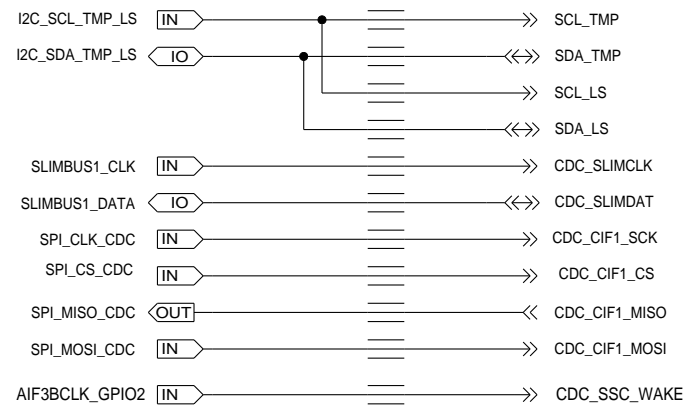 I2C_SCL_TMP_LS IN SCL_TMP
I2C_SDA_TMP_LS IO SDA_TMP
SCL_LS
SDA_LS
SLIMBUS1_CLK IN CDC_SLIMCLK
SLIMBUS1_DATA IO CDC_SLIMDAT
SPI_CLK_CDC IN CDC_CIF1_SCK
SPI_CS_CDC IN CDC_CIF1_CS
SPI_MISO_CDC OUT CDC_CIF1_MISO
SPI_MOSI_CDC IN CDC_CIF1_MOSI
AIF3BCLK_GPIO2 IN CDC_SSC_WAKE